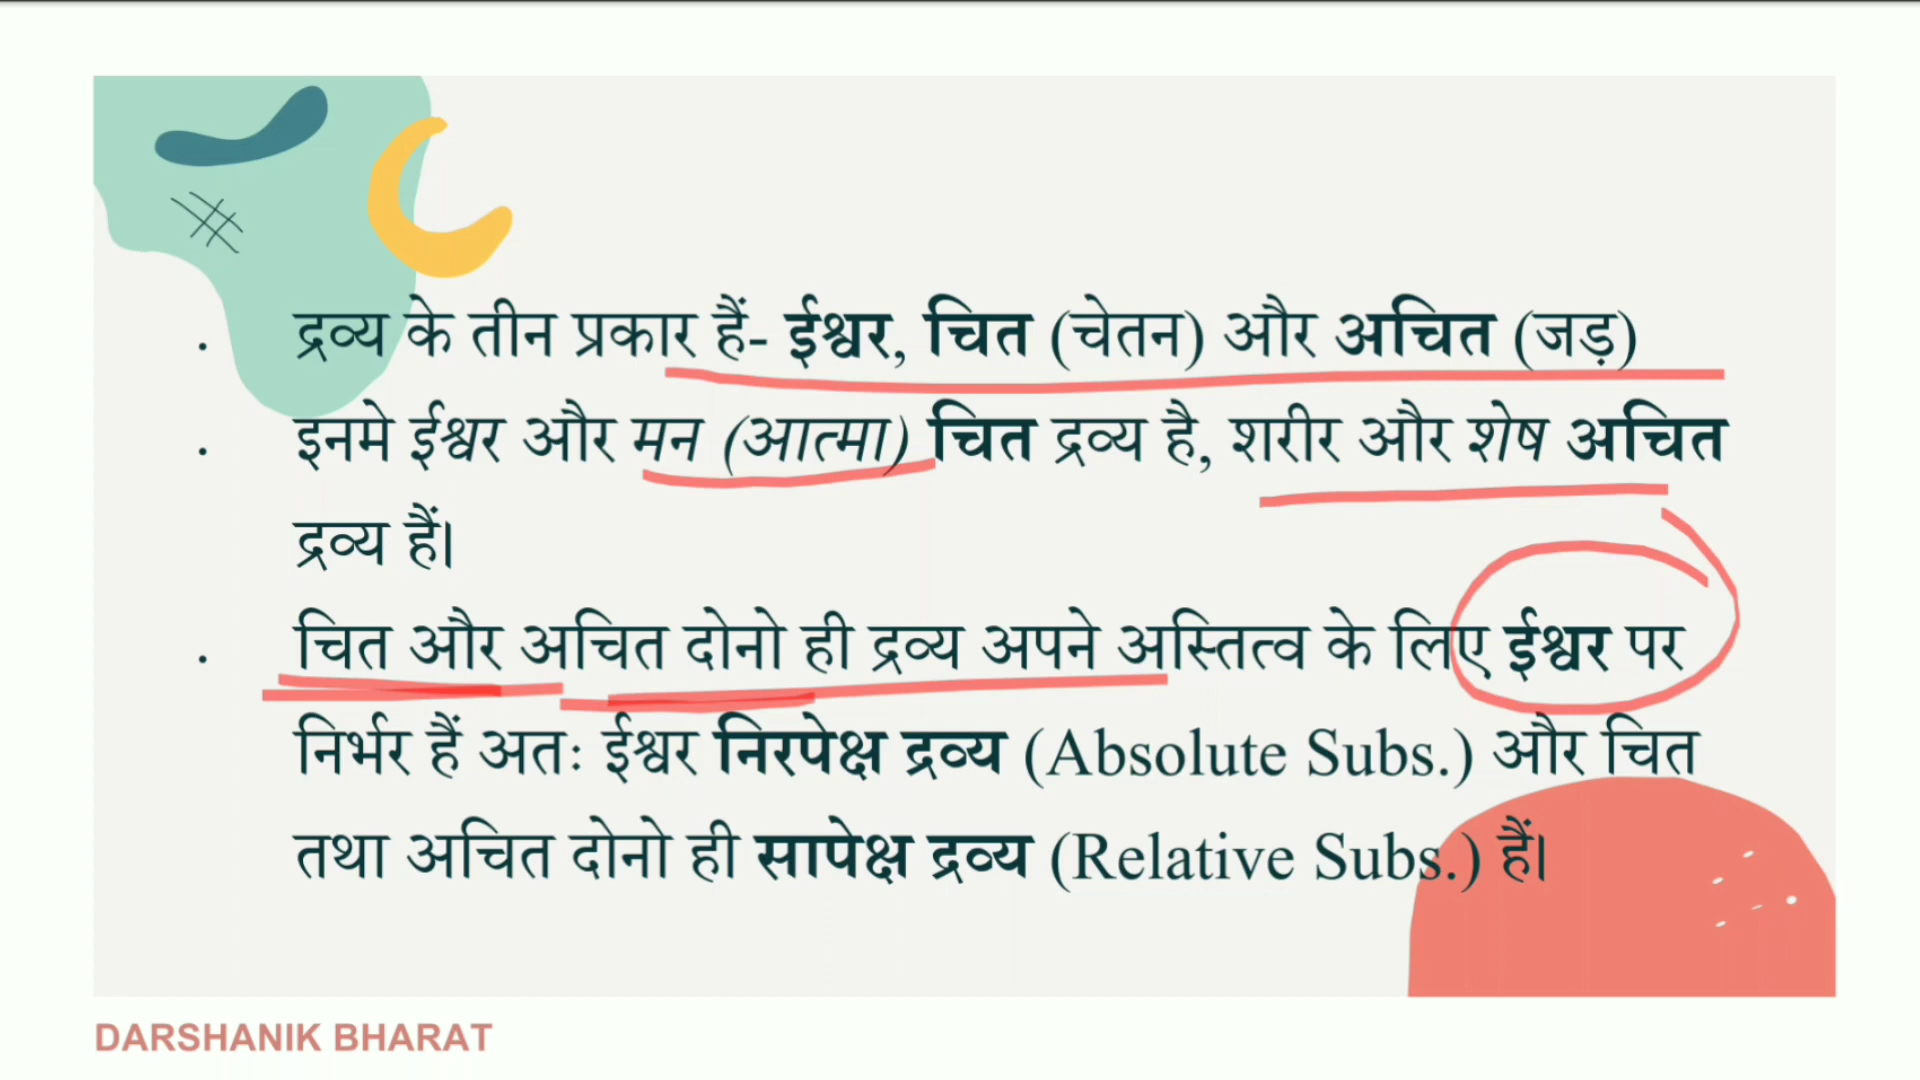 . द्रव्य के तीन प्रकार हैं- ईश्वर, चित (चेतन) और अचित (जड़)
. इनमे ईश्वर और मन (आत्मा) चित द्रव्य है, शरीर और शेष अचित
द्रव्य हैं।
. चित और अचित दोनो ही द्रव्य अपने अस्तित्व के लिए ईश्वर पर
निर्भर हैं अतः ईश्वर निरपेक्ष द्रव्य (Absolute Subs.) और चित
तथा अचित दोनो ही सापेक्ष द्रव्य (Relative Subs.) हैं।
DARSHANIK BHARAT